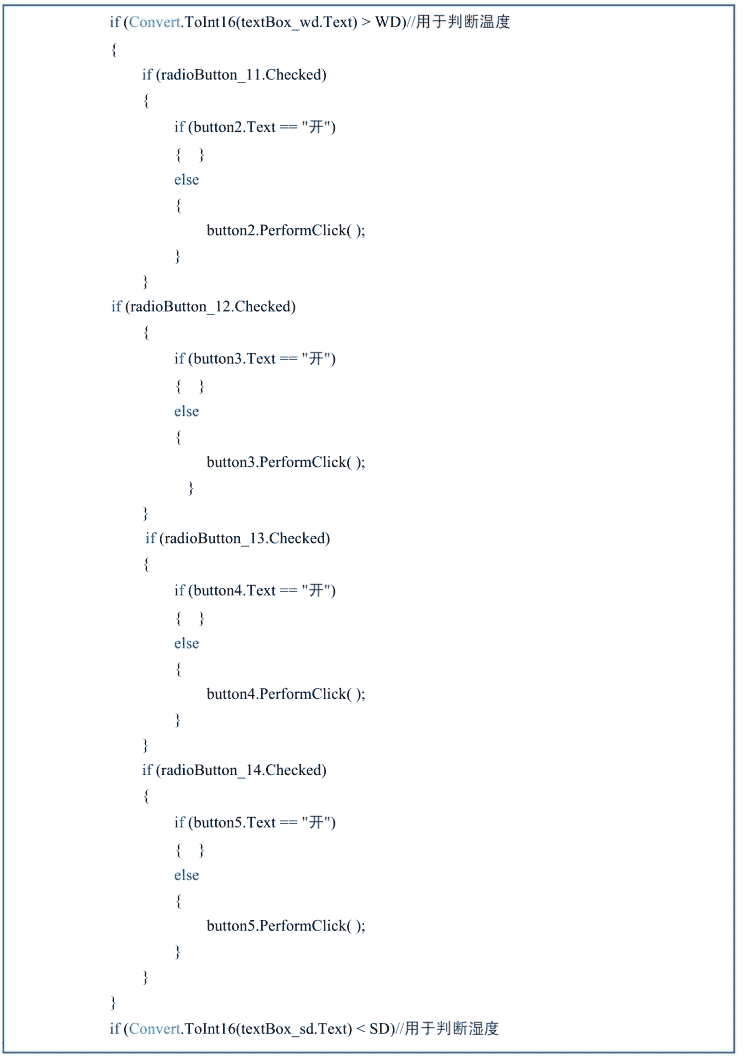 if (Convert.ToInt16(textBox_wd.Text) > WD)//用于判断温度
{
if (radioButton_11.Checked)
{
if (button2.Text == "开")
{ }
else
{
button2.PerformClick( );
}
}
if (radioButton_12.Checked)
{
if (button3.Text == "开")
{ }
else
{
button3.PerformClick( );
}
}
if (radioButton_13.Checked)
{
if (button4.Text == "开")
{ }
else
{
button4.PerformClick( );
}
}
if (radioButton_14.Checked)
{
if (button5.Text == "开")
{ }
else
{
button5.PerformClick( );
}
}
}
if (Convert.ToInt16(textBox_sd.Text) < SD)//用于判断湿度